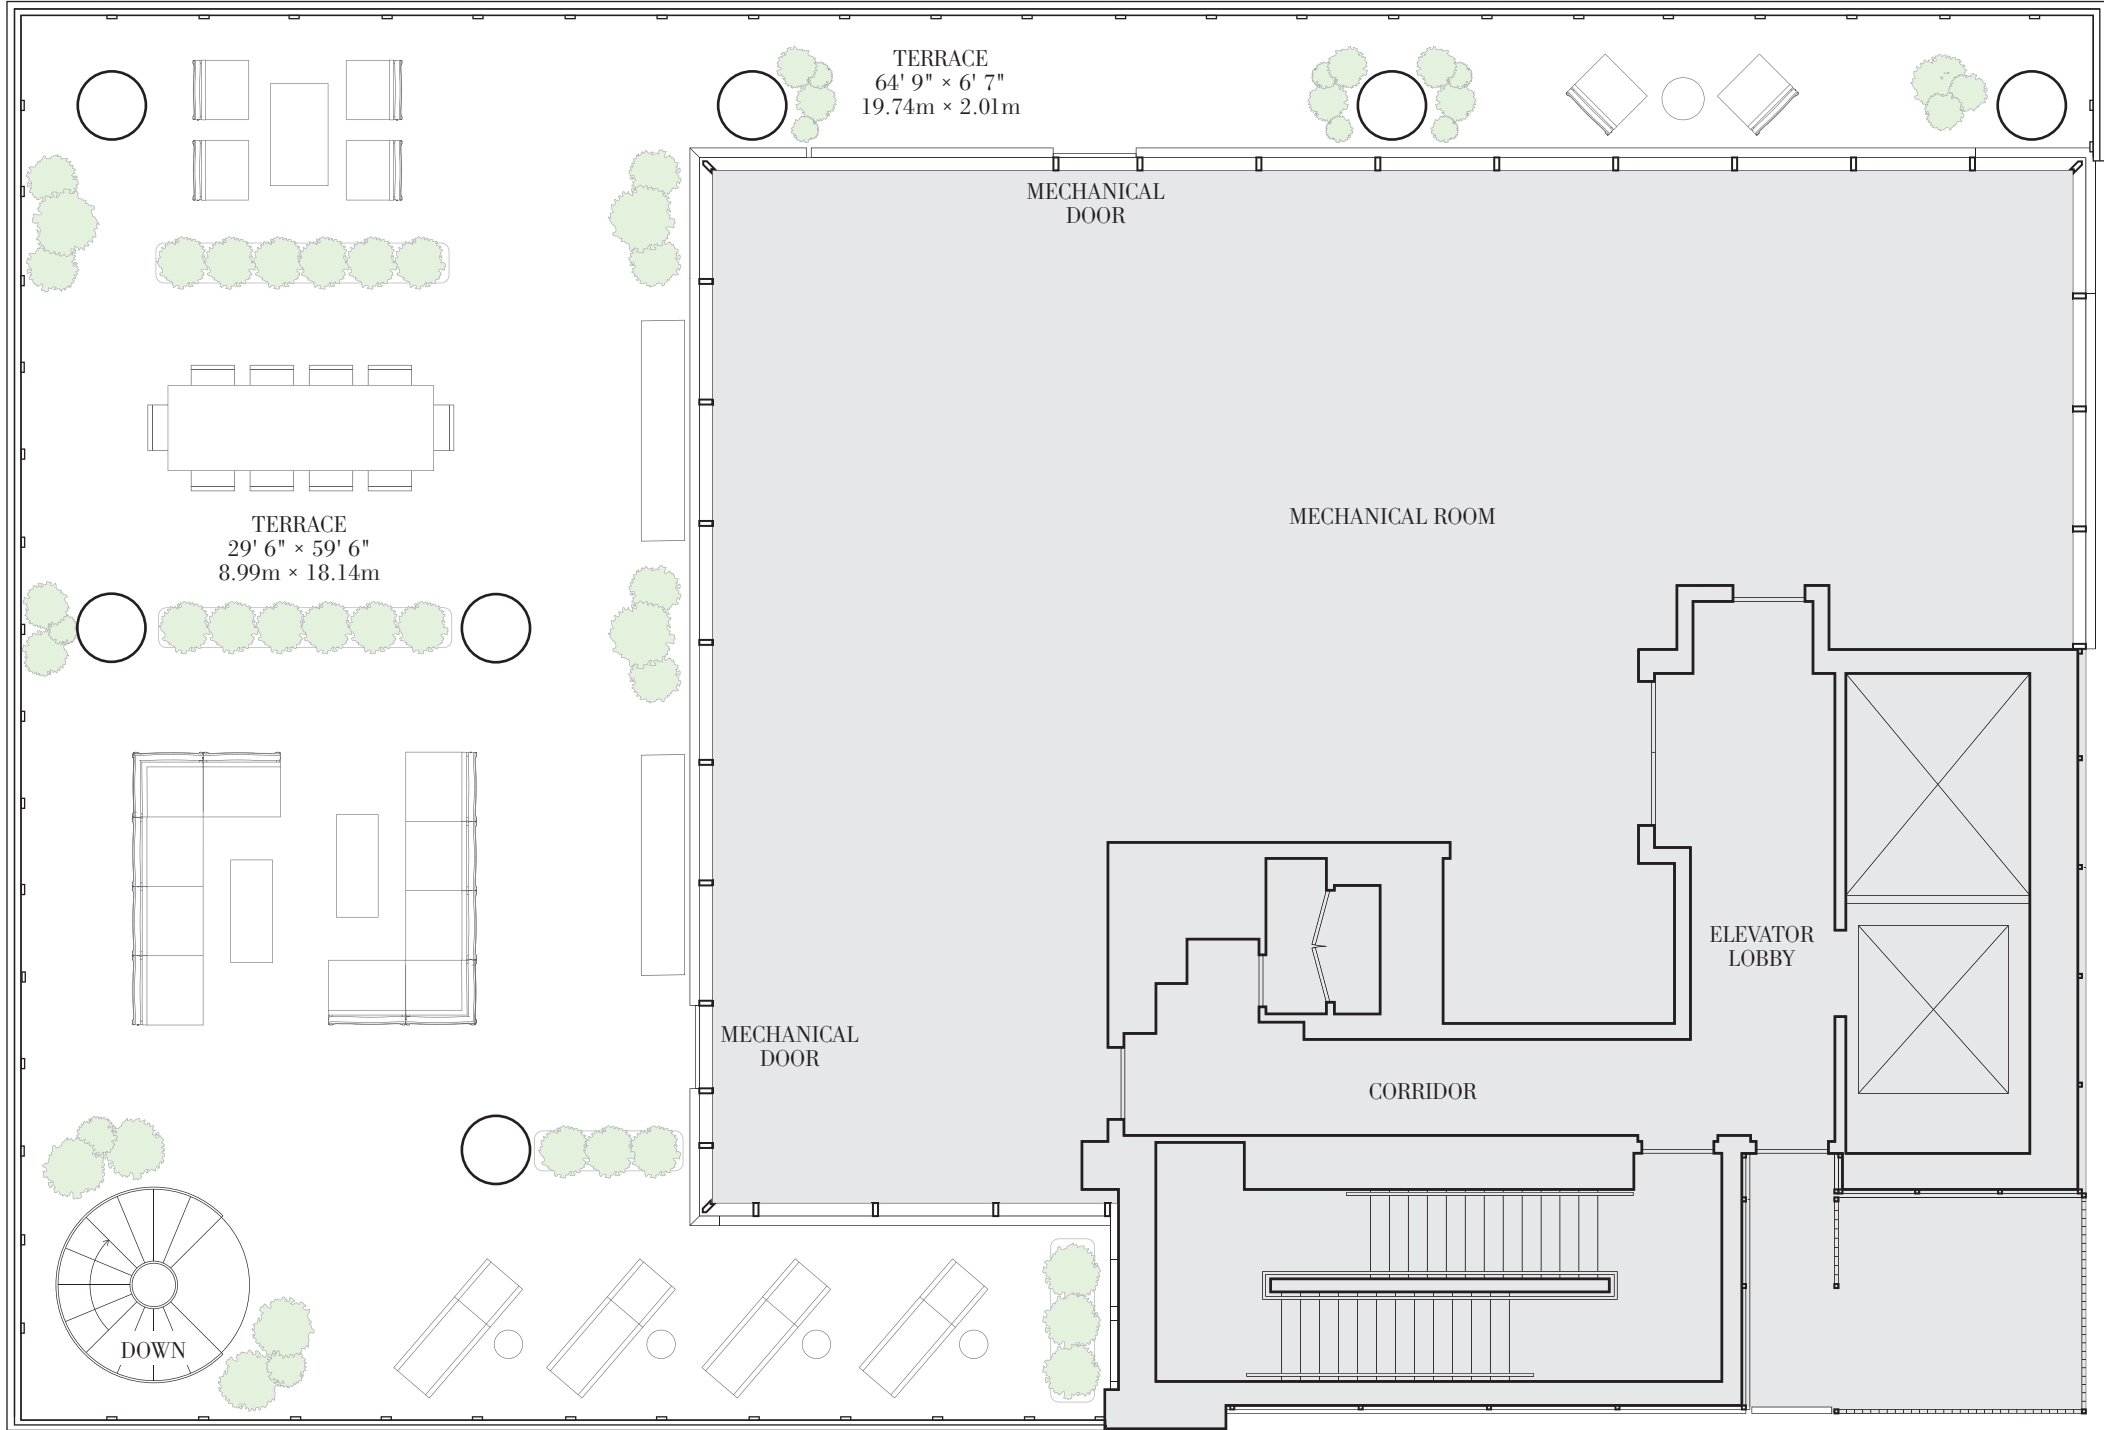 TERRACE
64' 9" × 6' 7"
19.74m × 2.01m
MECHANICAL
DOOR
MECHANICAL ROOM
TERRACE
29' 6" × 59' 6"
8.99m × 18.14m
ELEVATOR
LOBBY
MECHANICAL
DOOR
CORRIDOR
DOWN